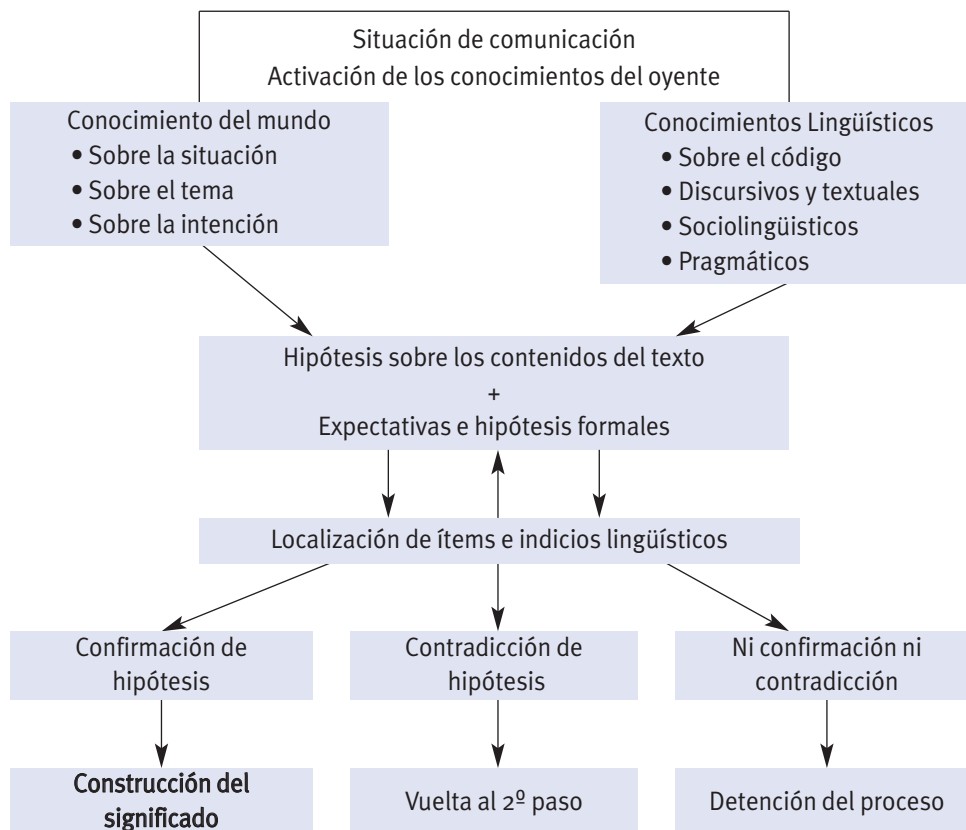 Situación de comunicación
Activación de los conocimientos del oyente
Conocimiento del mundo
• Sobre la situación
• Sobre el tema
• Sobre la intención
Conocimientos Lingüísticos
• Sobre el código
• Discursivos y textuales
• Sociolingüisticos
• Pragmáticos
Hipótesis sobre los contenidos del texto
+
Expectativas e hipótesis formales
Localización de ítems e indicios lingüísticos
Confirmación de
hipótesis
Contradicción de
hipótesis
Ni confirmación ni
contradicción
Construcción del
significado
Vuelta al 2º paso
Detención del proceso